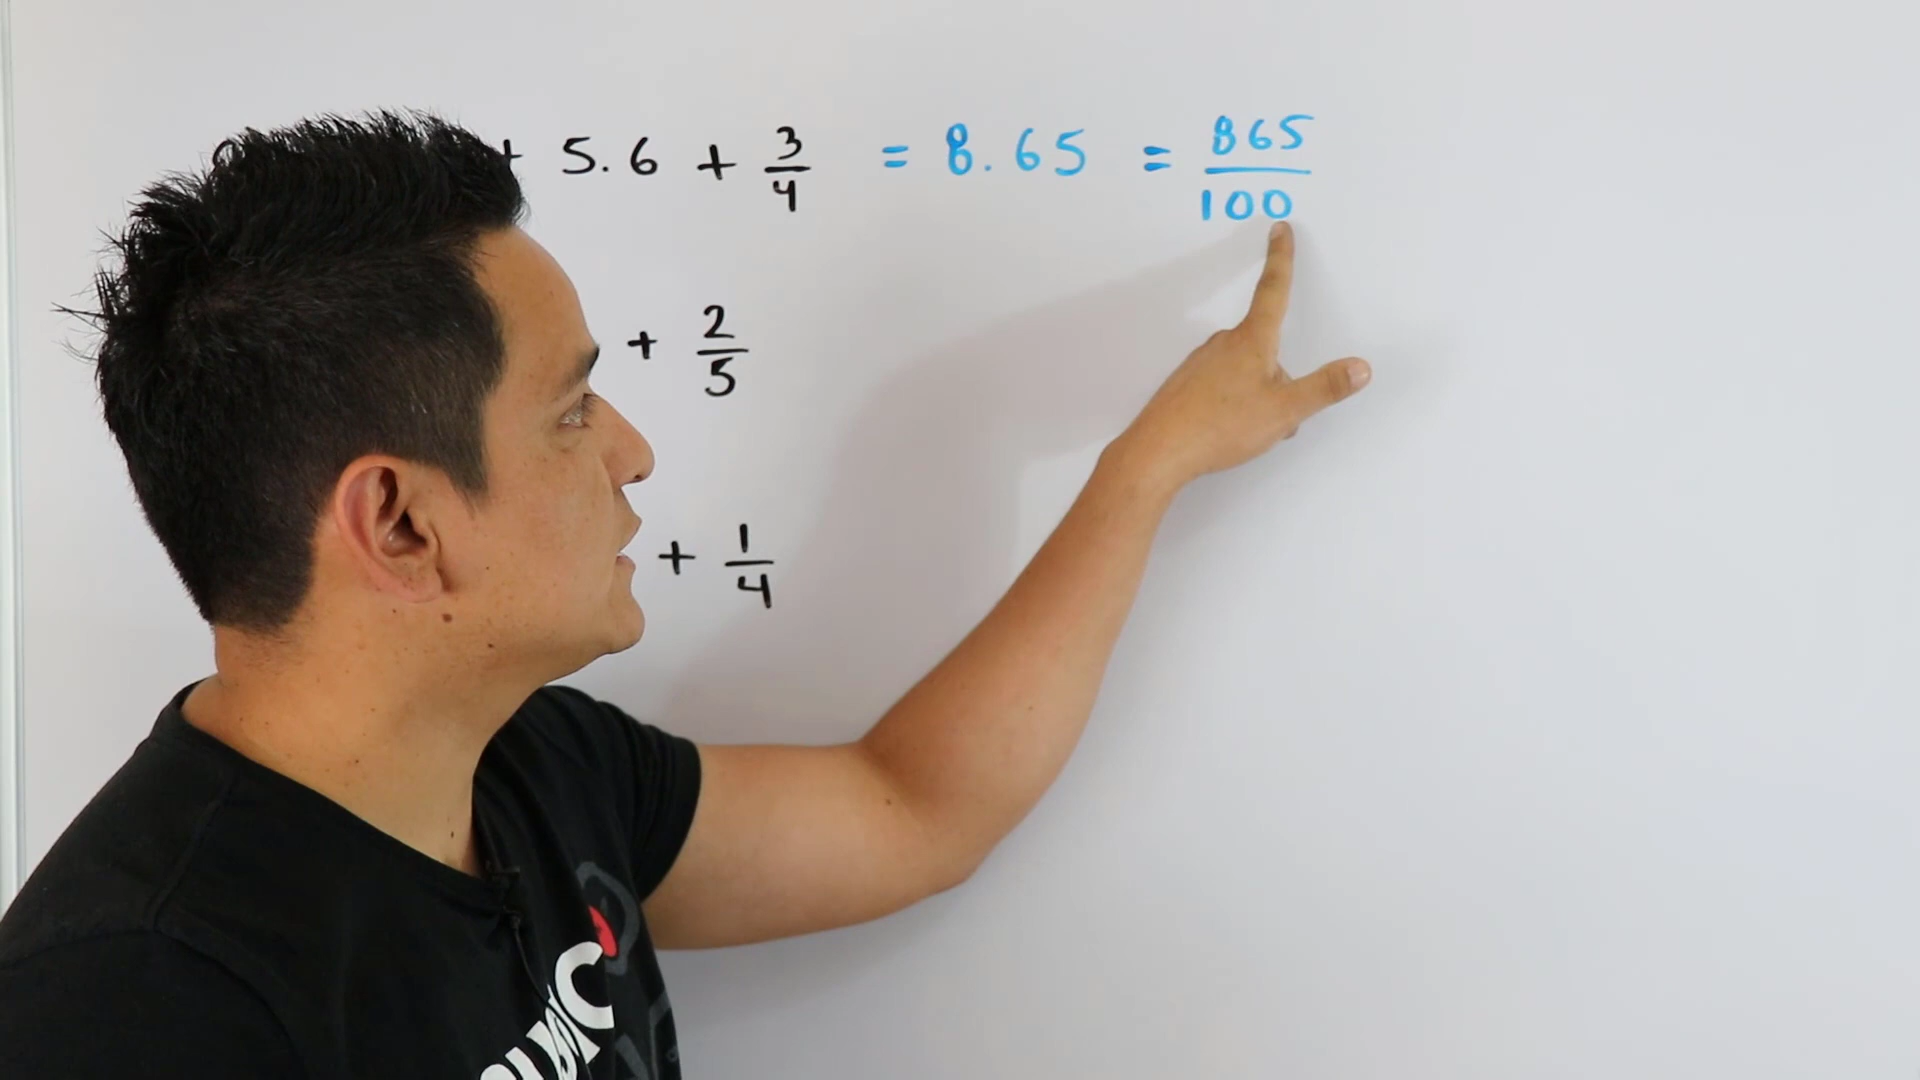 + 5.6 + 3/4 = 8.65 = 865/100
+ 2/5
+ 1/4